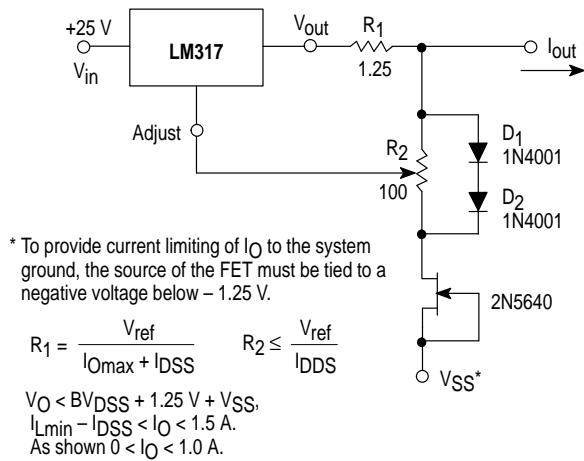 +25 V
V_in
LM317
V_out
R_1
1.25
I_out
Adjust
R_2
100
D_1
1N4001
D_2
1N4001
* To provide current limiting of I_O to the system
ground, the source of the FET must be tied to a
negative voltage below – 1.25 V.
2N5640
R_1 = V_ref / (I_Omax + I_DSS)
R_2 ≤ V_ref / I_DDS
V_SS*
V_O < BV_DSS + 1.25 V + V_SS,
I_Lmin – I_DSS < I_O < 1.5 A.
As shown 0 < I_O < 1.0 A.